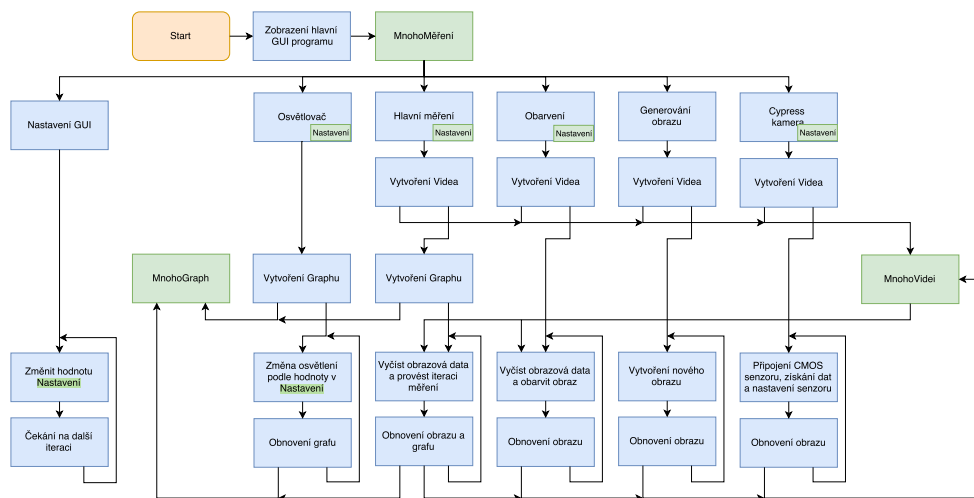 Start
Zobrazení hlavní
GUI programu
MnohoMěření
Nastavení GUI
Osvětlovač
Nastavení
Hlavní měření
Nastavení
Obarvení
Nastavení
Generování
obrazu
Cypress
kamera
Nastavení
Vytvoření Videa
Vytvoření Videa
Vytvoření Videa
Vytvoření Videa
MnohoGraph
Vytvoření Graphu
Vytvoření Graphu
MnohoVidei
Změnit hodnotu
Nastavení
Změna osvětlení
podle hodnoty v
Nastavení
Vyčíst obrazová data
a provést iteraci
měření
Vyčíst obrazová data
a obarvit obraz
Vytvoření nového
obrazu
Připojení CMOS
senzoru, získání dat
a nastavení senzoru
Čekání na další
iteraci
Obnovení grafu
Obnovení obrazu a
grafu
Obnovení obrazu
Obnovení obrazu
Obnovení obrazu